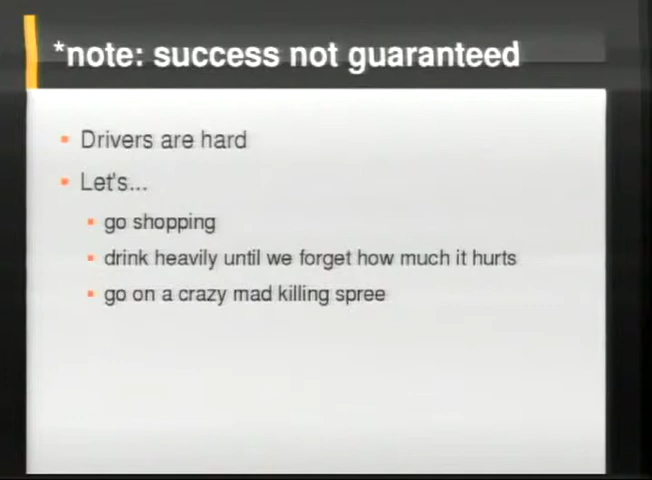 *note: success not guaranteed
Drivers are hard
Let's...
go shopping
drink heavily until we forget how much it hurts
go on a crazy mad killing spree